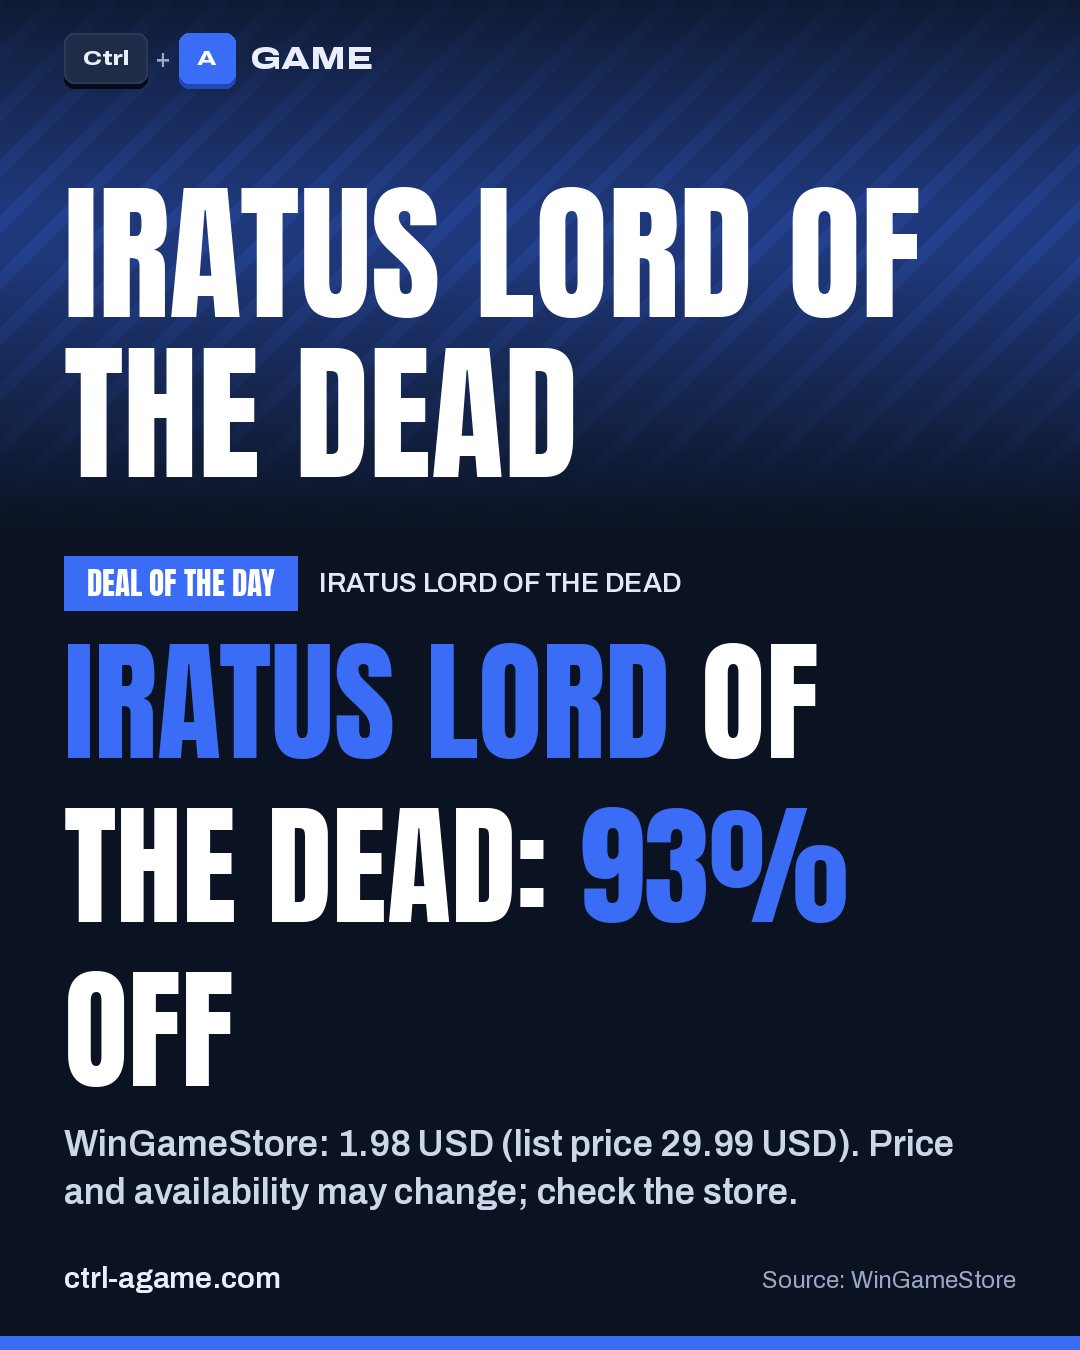 Ctrl + A GAME
IRATUS LORD OF
THE DEAD
DEAL OF THE DAY IRATUS LORD OF THE DEAD
IRATUS LORD OF
THE DEAD: 93%
OFF
WinGameStore: 1.98 USD (list price 29.99 USD). Price
and availability may change; check the store.
ctrl-agame.com Source: WinGameStore